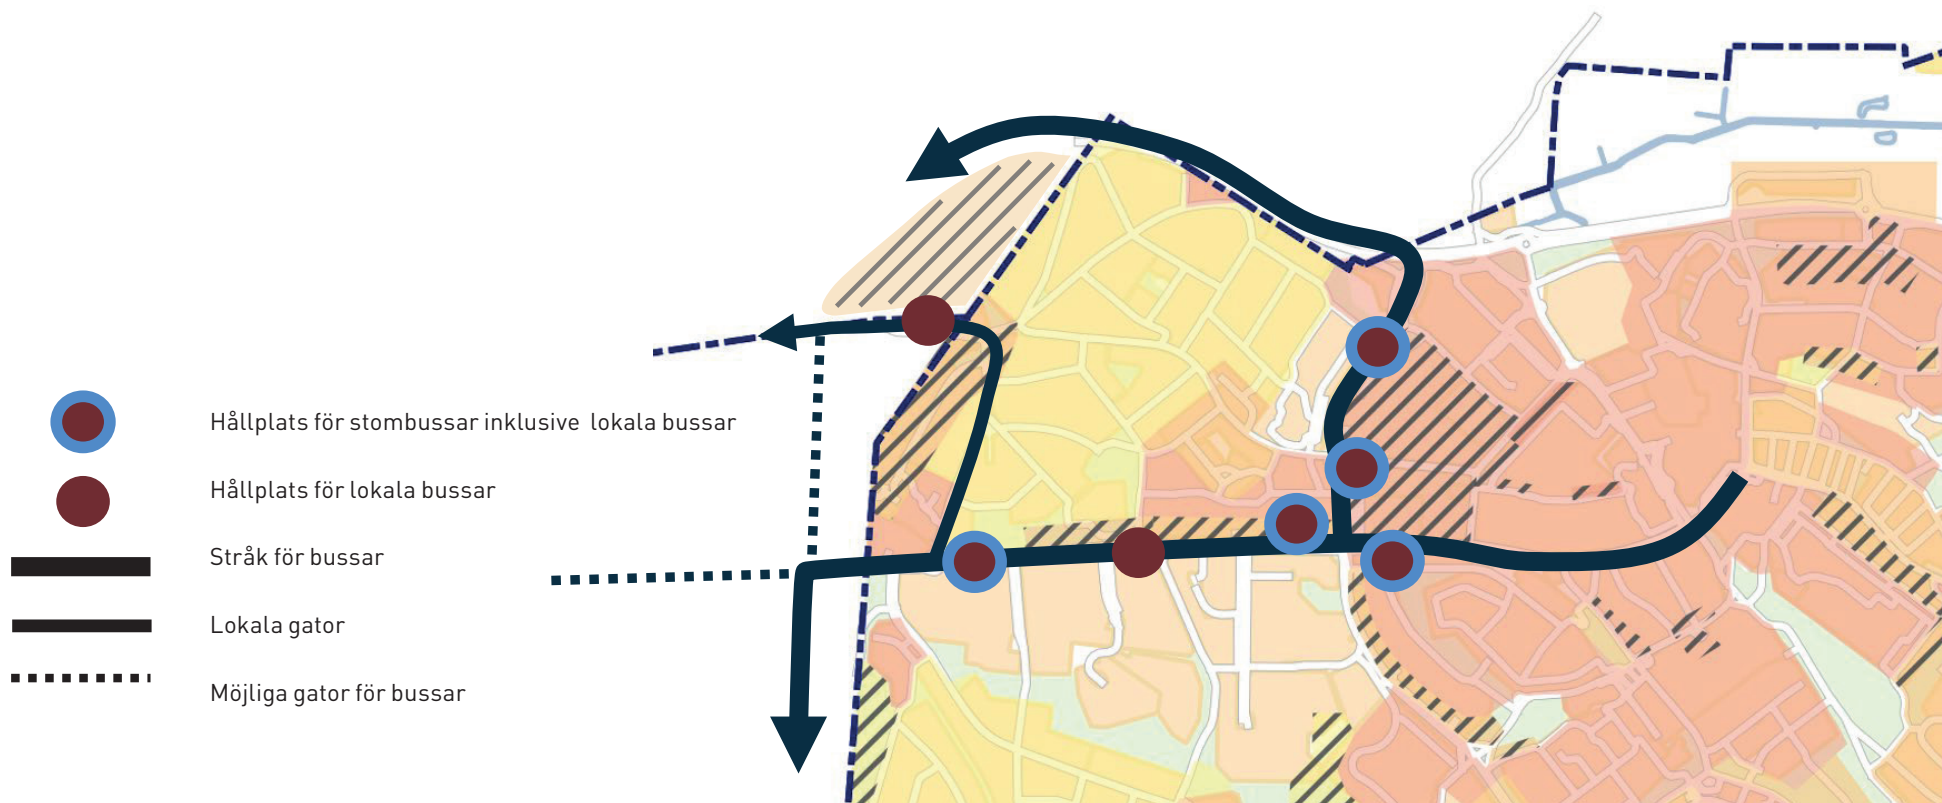 Hållplats för stombussar inklusive lokala bussar
Hållplats för lokala bussar
Stråk för bussar
Lokala gator
Möjliga gator för bussar